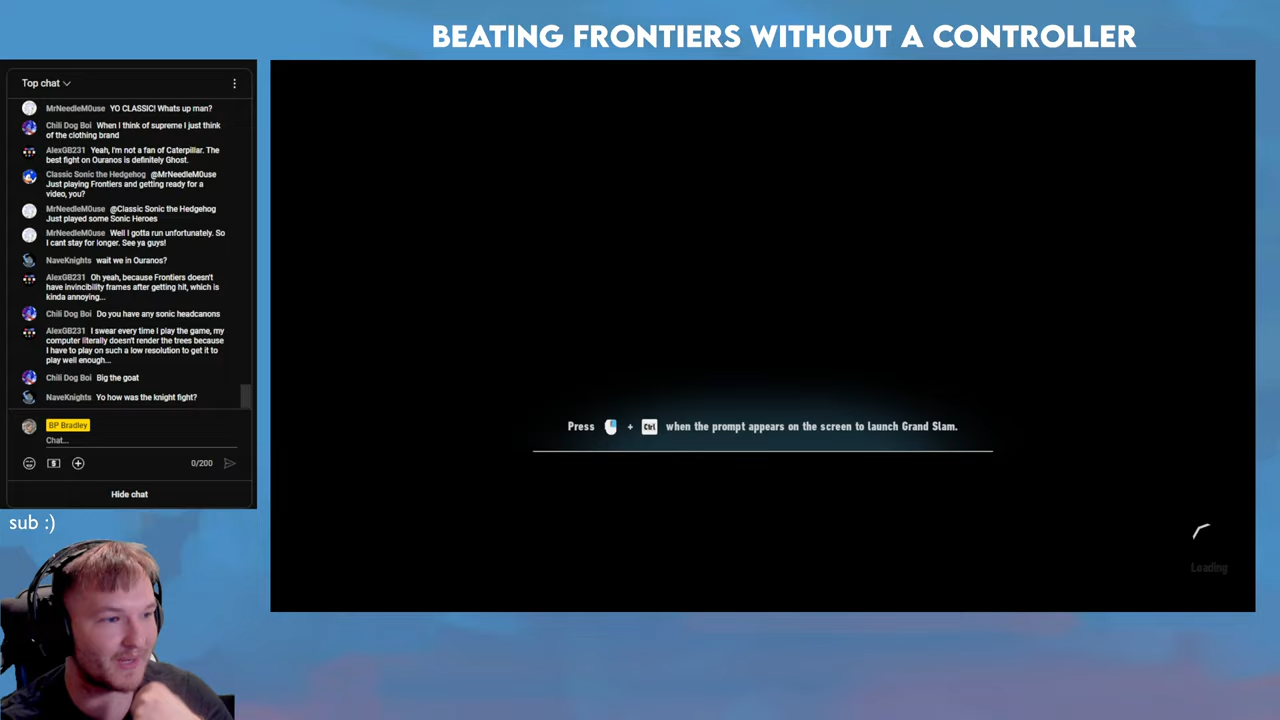 BEATING FRONTIERS WITHOUT A CONTROLLER
Top chat
MrNeedleM0use YO CLASSIC! Whats up man?
Chili Dog Boi When I think of supreme I just think
of the clothing brand
AlexGB231 Yeah, I'm not a fan of Caterpillar. The
best fight on Ouranos is definitely Ghost.
Classic Sonic the Hedgehog @MrNeedleM0use
Just playing Frontiers and getting ready for a
video, you?
MrNeedleM0use @Classic Sonic the Hedgehog
Just played some Sonic Heroes
MrNeedleM0use Well I gotta run unfortunately. So
I cant stay for longer. See ya guys!
NaveKnights wait we in Ouranos?
AlexGB231 Oh yeah, because Frontiers doesn't
have invincibility frames after getting hit, which is
kinda annoying...
Chili Dog Boi Do you have any sonic headcanons
AlexGB231 I swear every time I play the game, my
computer literally doesn't render the trees because
I have to play on such a low resolution to get it to
play well enough...
Chili Dog Boi Big the goat
NaveKnights Yo how was the knight fight?
BP Bradley
Chat...
0/200
Hide chat
sub :)
Press + Ctrl when the prompt appears on the screen to launch Grand Slam.
Loading